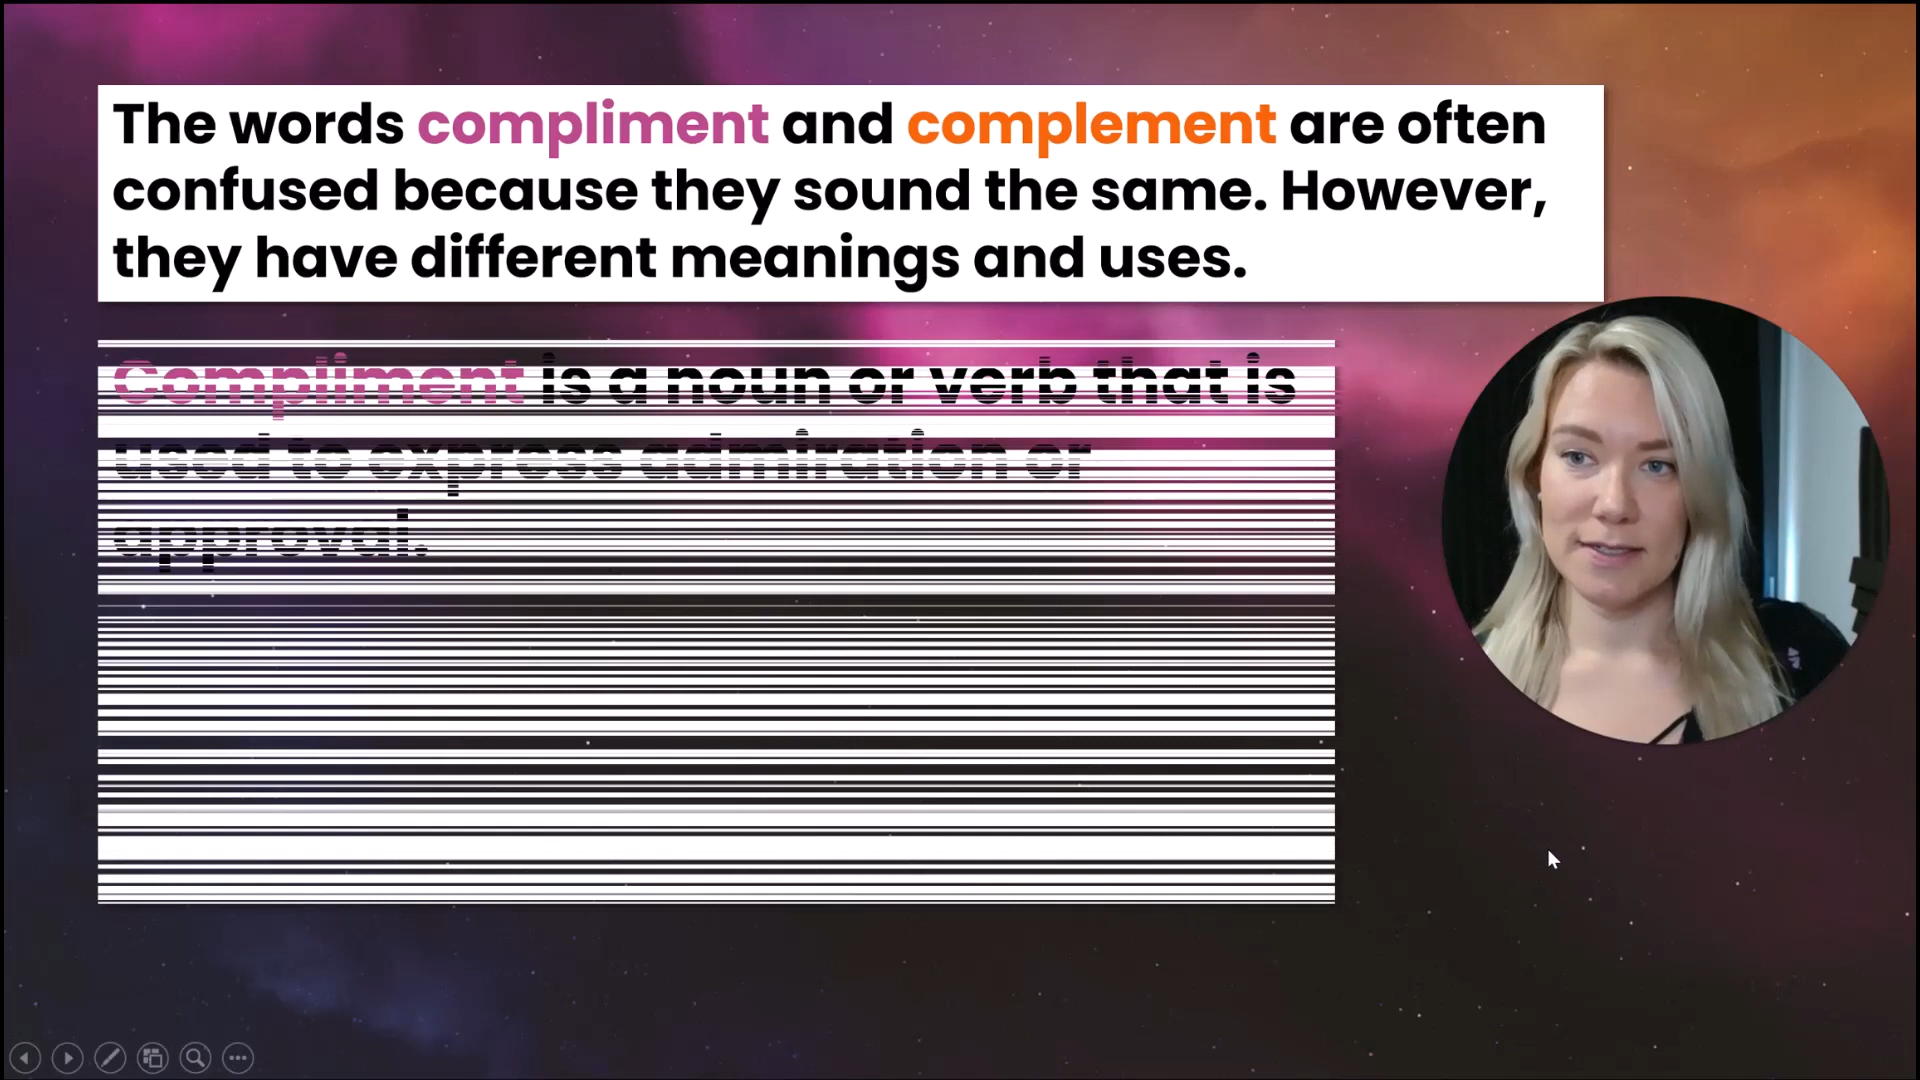 The words compliment and complement are often
confused because they sound the same. However,
they have different meanings and uses.
Compliment is a noun or verb that is
used to express admiration or
approval.